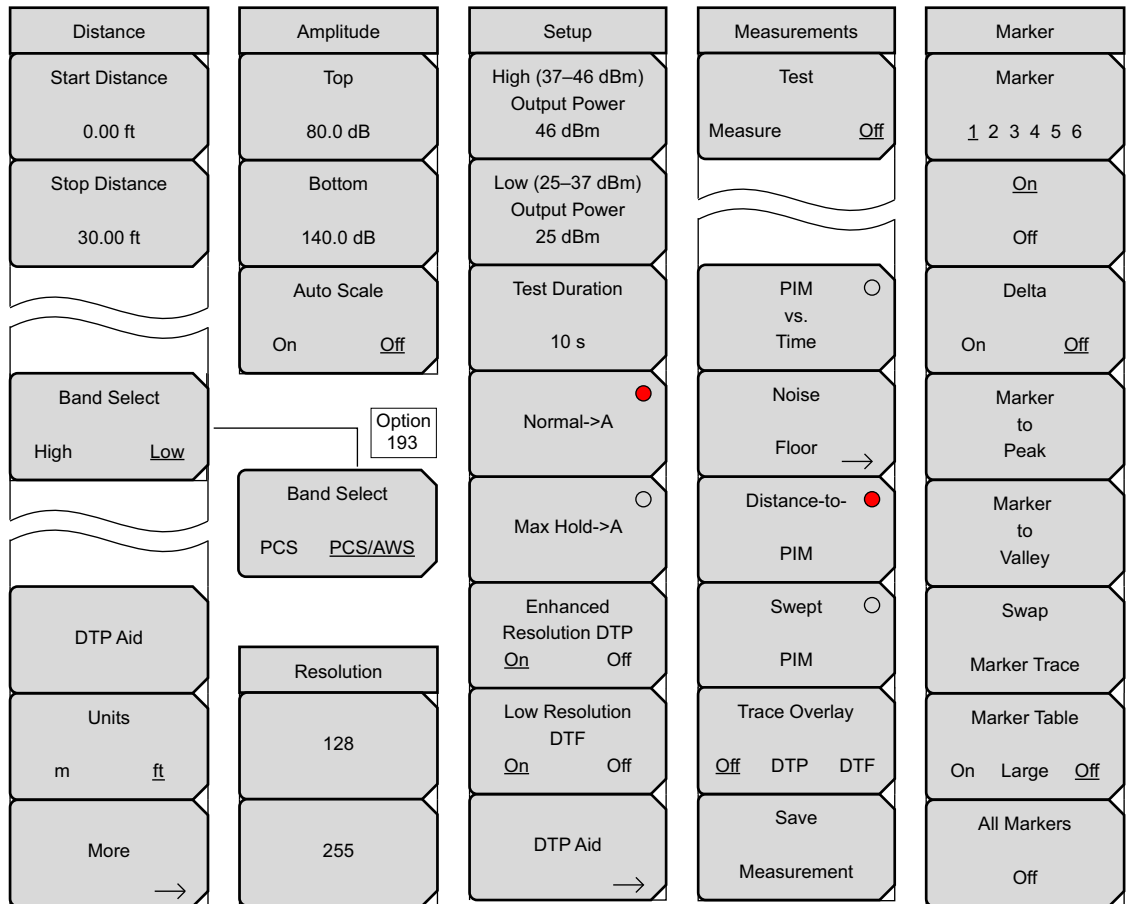 Distance
Start Distance
0.00 ft
Stop Distance
30.00 ft
Band Select
High Low
DTP Aid
Units
m ft
More
Amplitude
Top
80.0 dB
Bottom
140.0 dB
Auto Scale
On Off
Option
193
Band Select
PCS PCS/AWS
Resolution
128
255
Setup
High (37–46 dBm)
Output Power
46 dBm
Low (25–37 dBm)
Output Power
25 dBm
Test Duration
10 s
Normal->A
Max Hold->A
Enhanced
Resolution DTP
On Off
Low Resolution
DTF
On Off
DTP Aid
Measurements
Test
Measure Off
PIM
vs.
Time
Noise
Floor
Distance-to-
PIM
Swept
PIM
Trace Overlay
Off DTP DTF
Save
Measurement
Marker
Marker
1 2 3 4 5 6
On
Off
Delta
On Off
Marker
to
Peak
Marker
to
Valley
Swap
Marker Trace
Marker Table
On Large Off
All Markers
Off